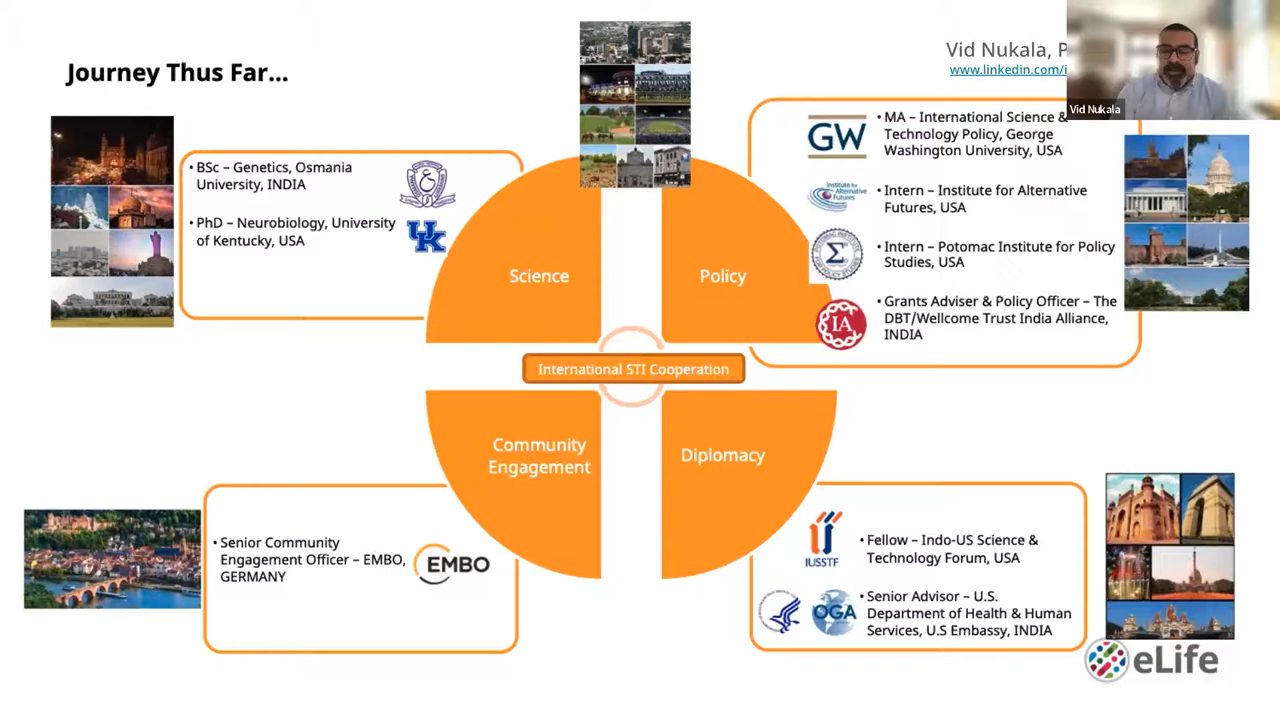 Journey Thus Far...
Vid Nukala, P
www.linkedin.com/i
Vid Nukala
• BSc – Genetics, Osmania
University, INDIA
• PhD – Neurobiology, University
of Kentucky, USA
UK
Science
Policy
GW
• MA – International Science &
Technology Policy, George
Washington University, USA
Institute for
Alternative
Futures
• Intern – Institute for Alternative
Futures, USA
Σ
• Intern – Potomac Institute for Policy
Studies, USA
IA
• Grants Adviser & Policy Officer – The
DBT/Wellcome Trust India Alliance,
INDIA
International STI Cooperation
Community
Engagement
Diplomacy
• Senior Community
Engagement Officer – EMBO,
GERMANY
EMBO
IUSSTF
• Fellow – Indo-US Science &
Technology Forum, USA
OGA
• Senior Advisor – U.S.
Department of Health & Human
Services, U.S Embassy, INDIA
eLife